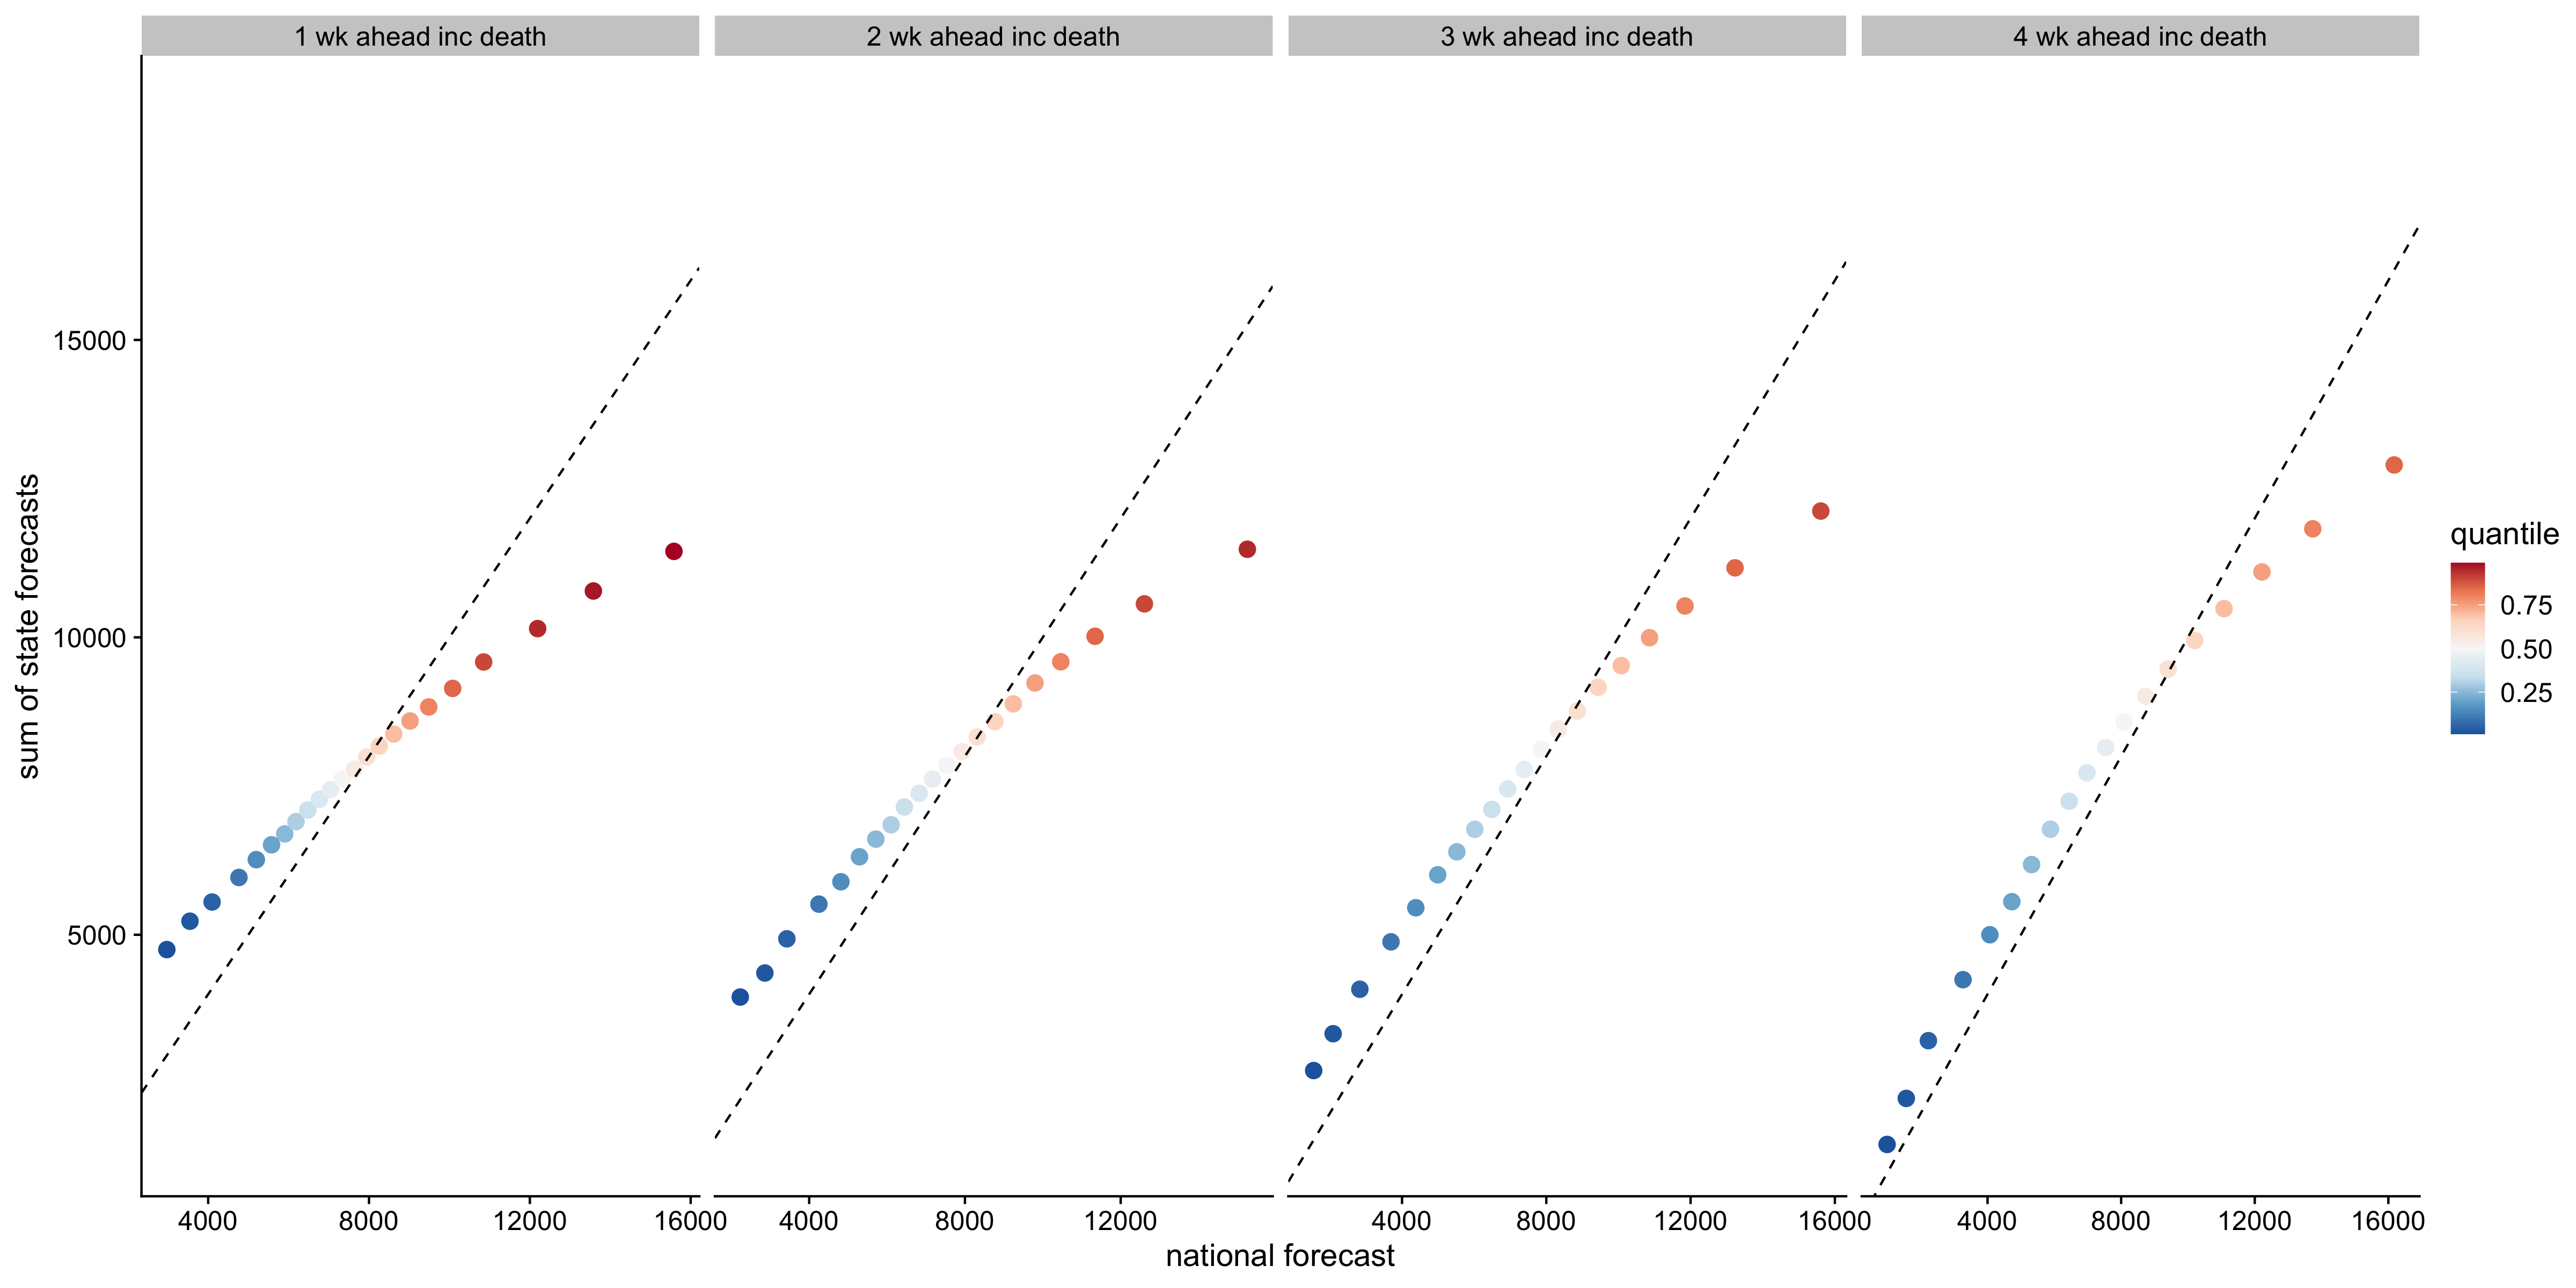 1 wk ahead inc death
2 wk ahead inc death
3 wk ahead inc death
4 wk ahead inc death
15000
10000
5000
sum of state forecasts
4000 8000 12000 16000
4000 8000 12000
4000 8000 12000 16000
4000 8000 12000 16000
national forecast
quantile
0.75
0.50
0.25